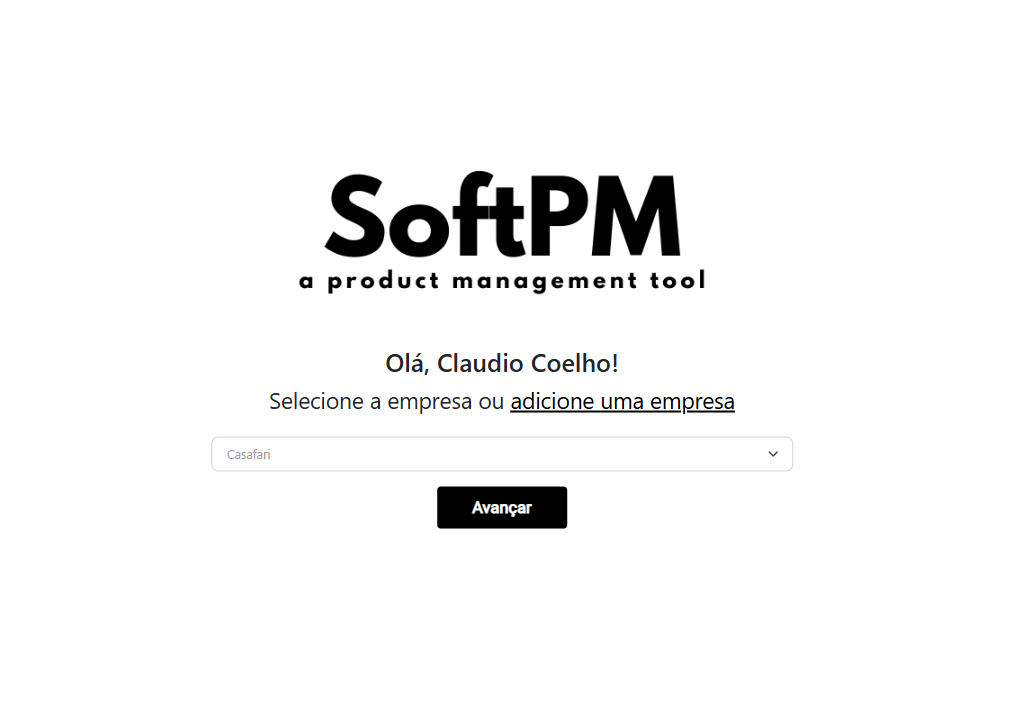 SoftPM
a product management tool
Olá, Claudio Coelho!
Selecione a empresa ou adicione uma empresa
Casafari
Avançar